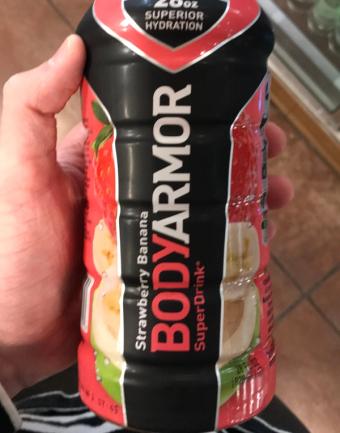 28oz
SUPERIOR
HYDRATION
Strawberry Banana
BODYARMOR
SuperDrink